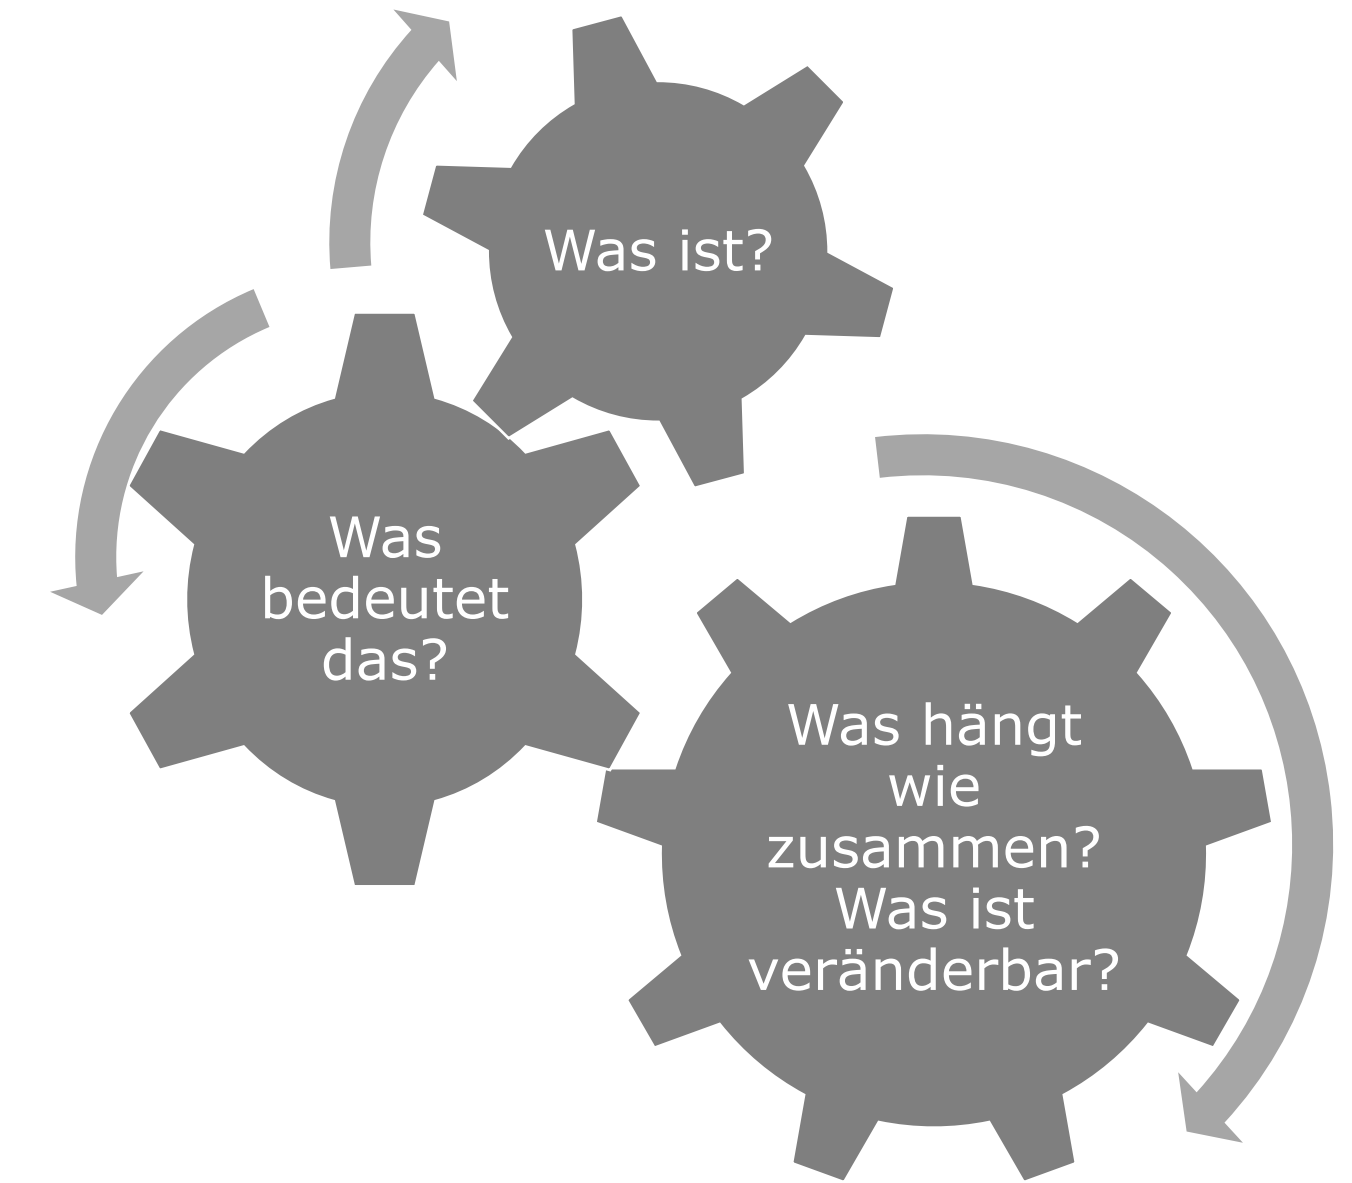 Was ist?
Was
bedeutet
das?
Was hängt
wie
zusammen?
Was ist
veränderbar?